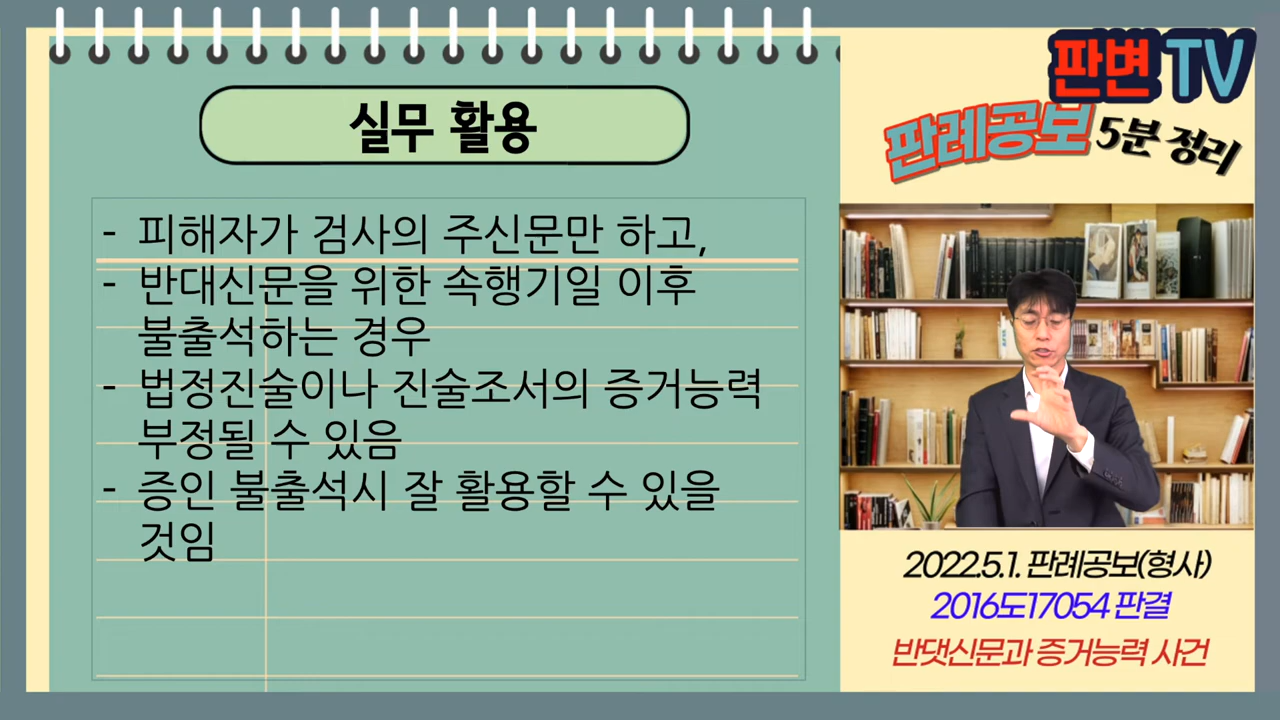 실무 활용
- 피해자가 검사의 주신문만 하고,
- 반대신문을 위한 속행기일 이후
불출석하는 경우
- 법정진술이나 진술조서의 증거능력
부정될 수 있음
- 증인 불출석시 잘 활용할 수 있을
것임
판변 TV
판례공보 5분 정리
2022.5.1. 판례공보(형사)
2016도17054 판결
반댓신문과 증거능력 사건